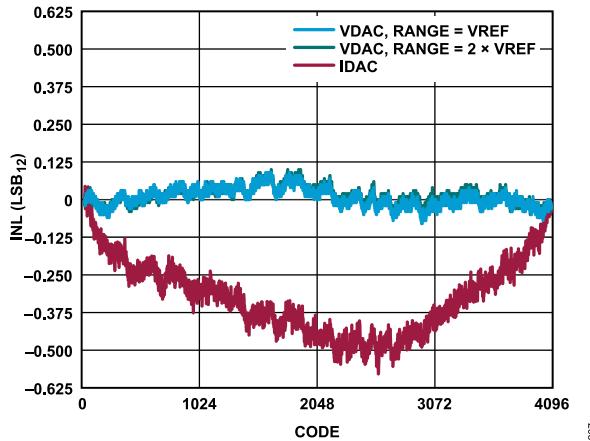 0.625
0.500
0.375
0.250
0.125
0
–0.125
–0.250
–0.375
–0.500
–0.625
INL (LSB12)
VDAC, RANGE = VREF
VDAC, RANGE = 2 × VREF
IDAC
0 1024 2048 3072 4096
CODE